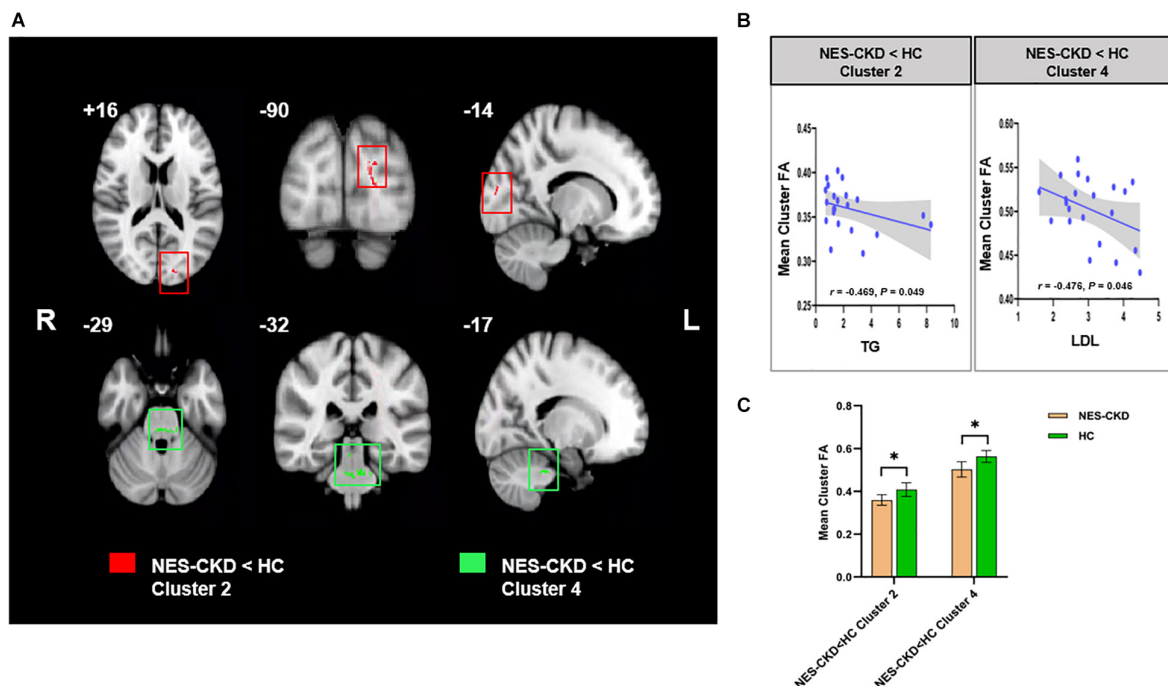 A
+16
-90
-14
R
-29
-32
-17
L
NES-CKD < HC
Cluster 2
NES-CKD < HC
Cluster 4
B
NES-CKD < HC
Cluster 2
NES-CKD < HC
Cluster 4
Mean Cluster FA
0.45
0.40
0.35
0.30
0.25
r = -0.469, P = 0.049
0 2 4 6 8 10
TG
Mean Cluster FA
0.60
0.55
0.50
0.45
0.40
r = -0.476, P = 0.046
1 2 3 4 5
LDL
C
Mean Cluster FA
0.8
0.6
0.4
0.2
0.0
*
*
NES-CKD
HC
NES-CKD<HC Cluster 2
NES-CKD<HC Cluster 4